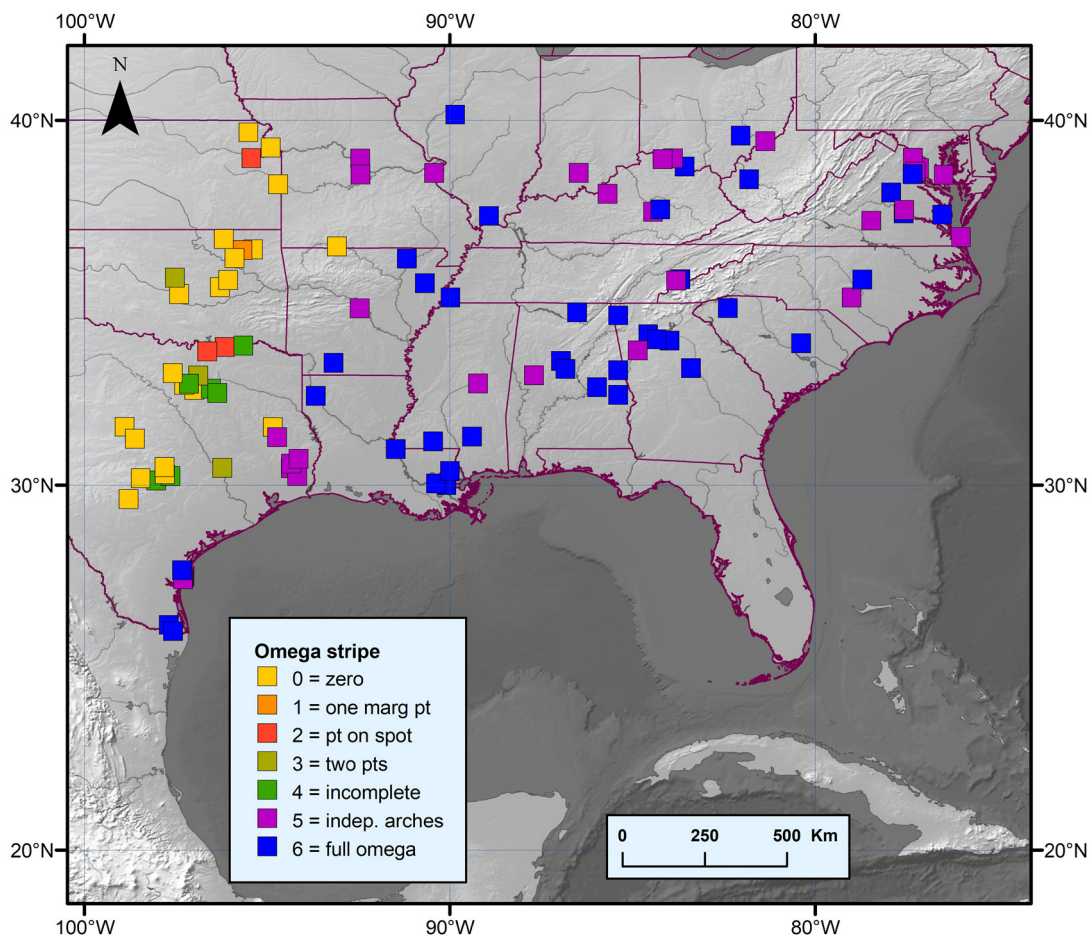 100°W 90°W 80°W
N
40°N 40°N
30°N 30°N
Omega stripe
0 = zero
1 = one marg pt
2 = pt on spot
3 = two pts
4 = incomplete
5 = indep. arches
6 = full omega
0 250 500 Km
20°N 20°N
100°W 90°W 80°W